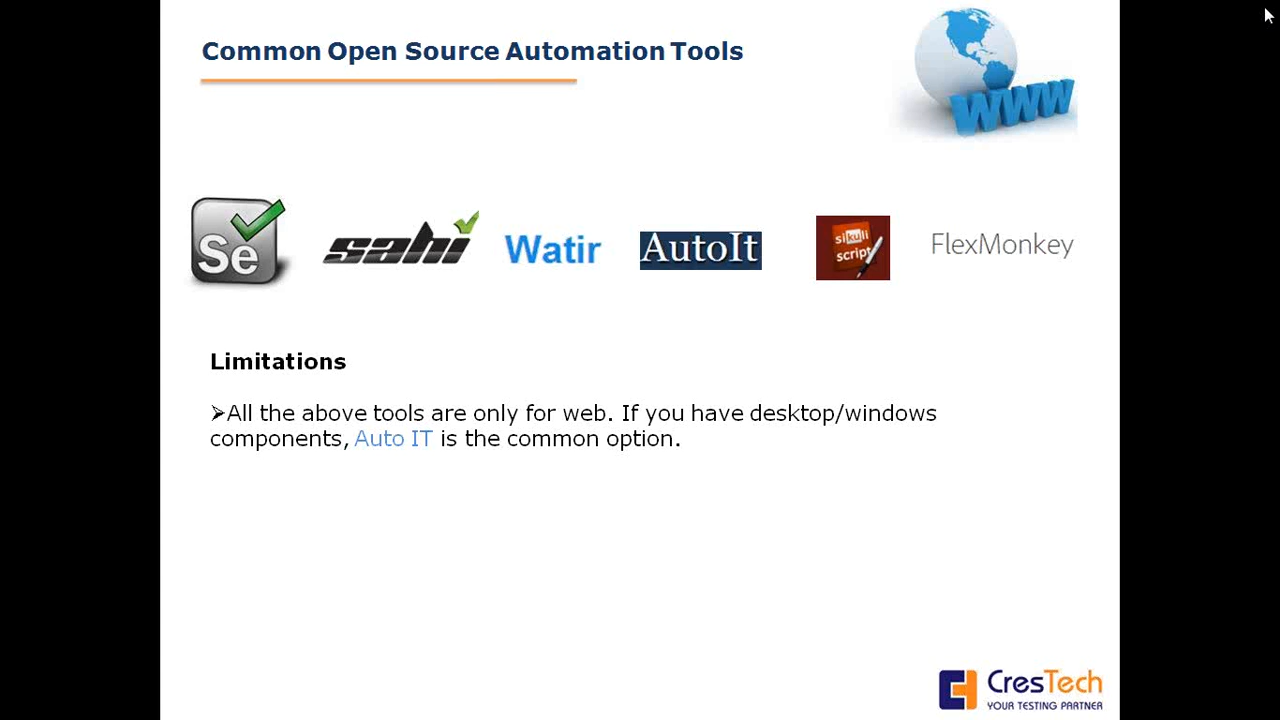 Common Open Source Automation Tools
WWW
Se
sahi
Watir
AutoIt
sikuli
script
FlexMonkey
Limitations
➢All the above tools are only for web. If you have desktop/windows
components, Auto IT is the common option.
CresTech
YOUR TESTING PARTNER